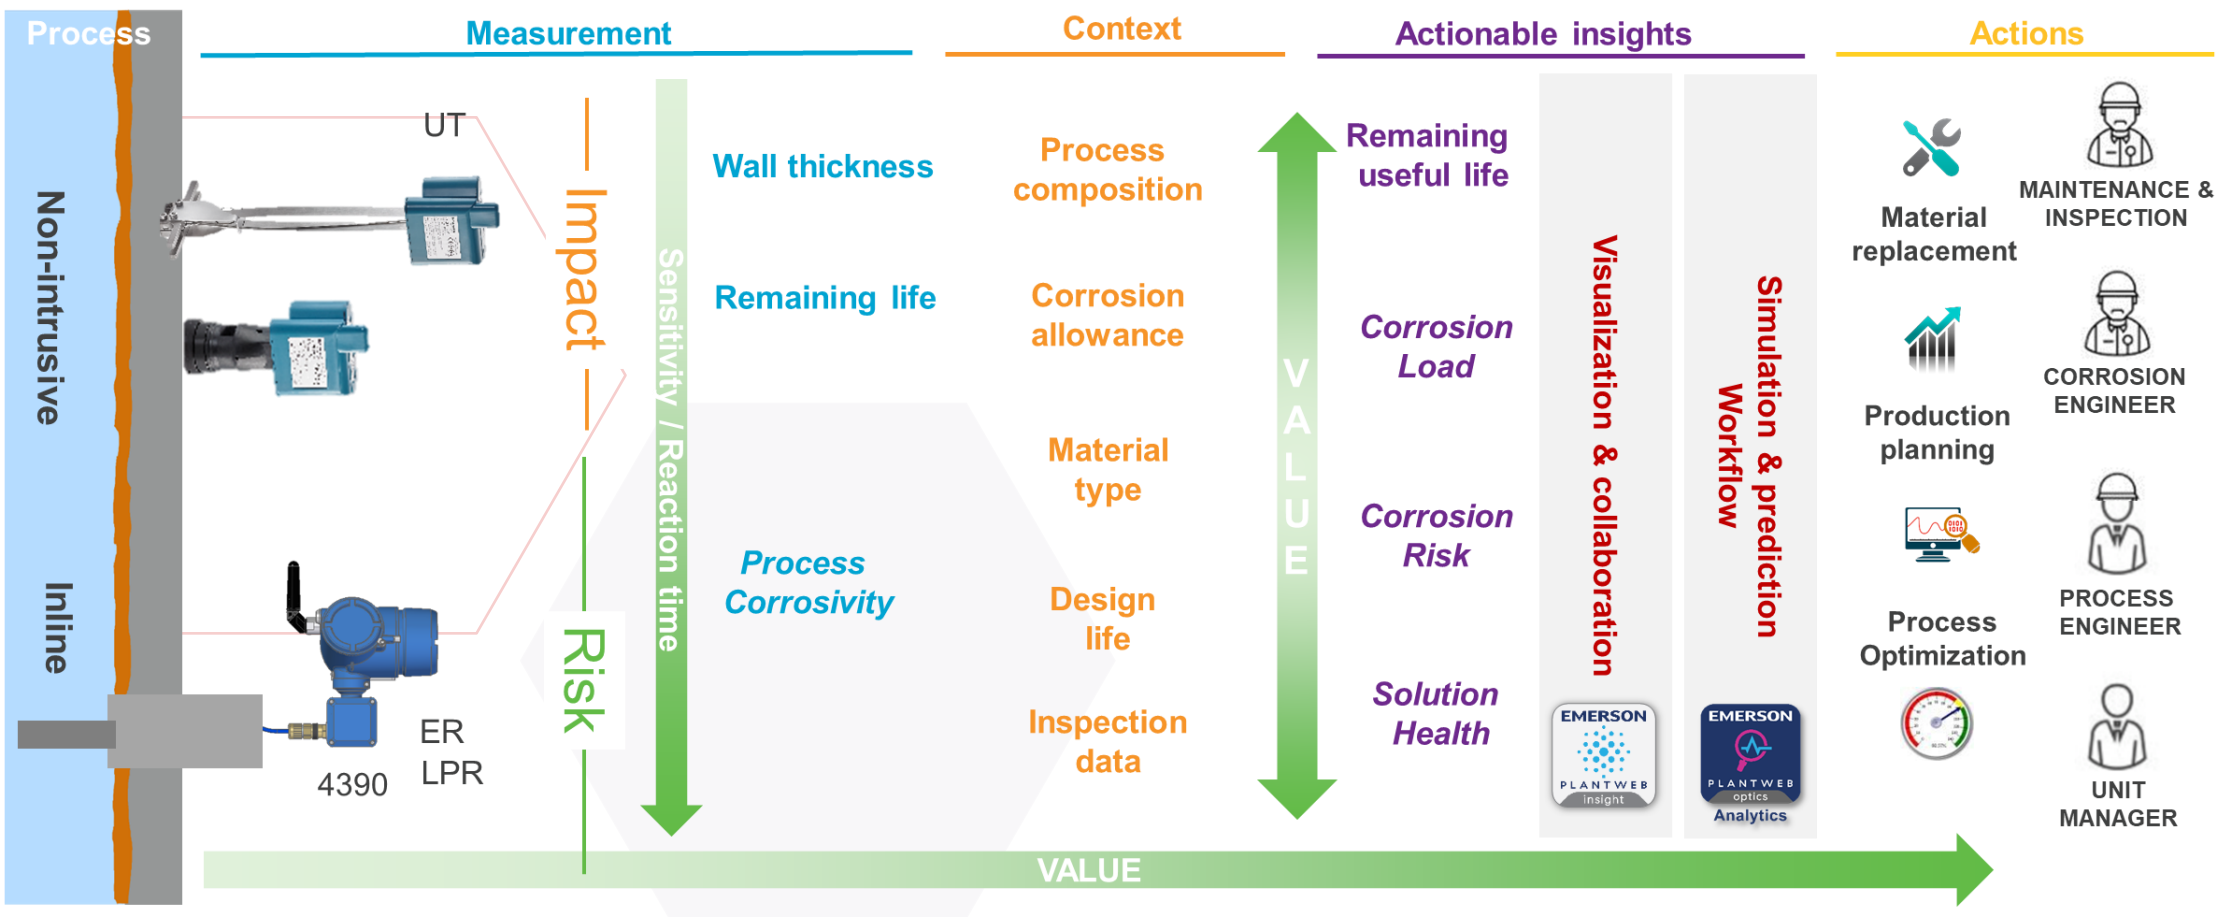 Process
Measurement
Context
Actionable insights
Actions
Non-intrusive
Inline
UT
4390
ER
LPR
Impact
Risk
Sensitivity / Reaction time
Wall thickness
Remaining life
Process
Corrosivity
Process
composition
Corrosion
allowance
Material
type
Design
life
Inspection
data
VALUE
Remaining
useful life
Corrosion
Load
Corrosion
Risk
Solution
Health
Visualization & collaboration
EMERSON
PLANTWEB
insight
Simulation & prediction
Workflow
EMERSON
PLANTWEB
optics
Analytics
Material
replacement
Production
planning
Process
Optimization
MAINTENANCE &
INSPECTION
CORROSION
ENGINEER
PROCESS
ENGINEER
UNIT
MANAGER
VALUE